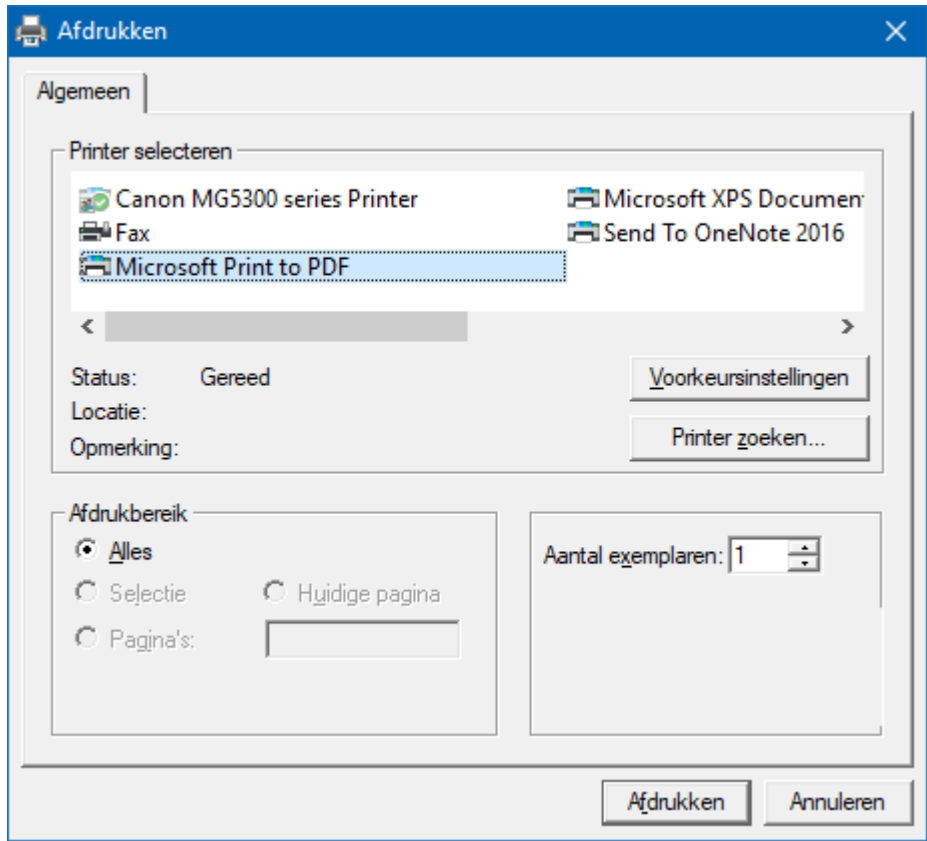 Afdrukken
Algemeen
Printer selecteren
Canon MG5300 series Printer
Microsoft XPS Documen
Fax
Send To OneNote 2016
Microsoft Print to PDF
Status: Gereed
Voorkeursinstellingen
Locatie:
Printer zoeken...
Opmerking:
Afdrukbereik
Alles
Aantal exemplaren: 1
Selectie
Huidige pagina
Pagina's:
Afdrukken
Annuleren